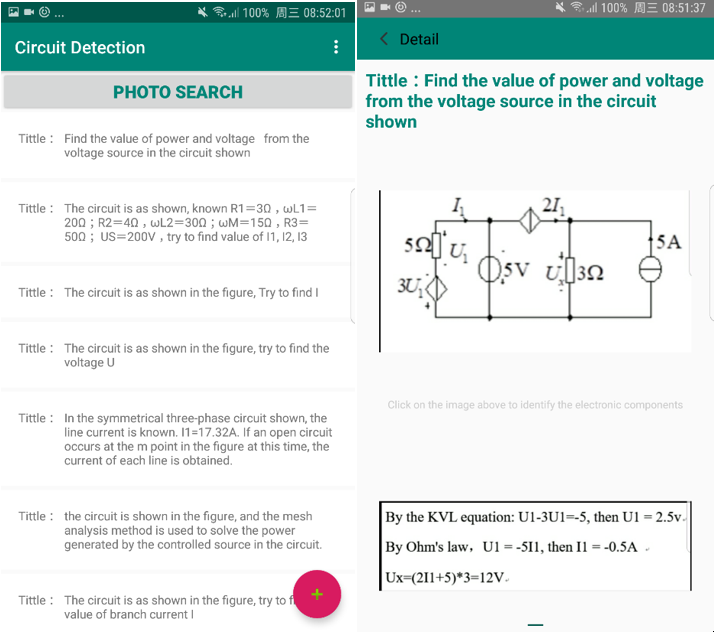 ... 100% 周三 08:52:01
Circuit Detection
PHOTO SEARCH
Tittle： Find the value of power and voltage from the
voltage source in the circuit shown
Tittle： The circuit is as shown, known R1=3Ω , ωL1=
20Ω；R2=4Ω , ωL2=30Ω；ωM=15Ω , R3=
50Ω； US=200V , try to find value of I1, I2, I3
Tittle： The circuit is as shown in the figure, Try to find I
Tittle： The circuit is as shown in the figure, try to find the
voltage U
Tittle： In the symmetrical three-phase circuit shown, the
line current is known. I1=17.32A. If an open circuit
occurs at the m point in the figure at this time, the
current of each line is obtained.
Tittle： the circuit is shown in the figure, and the mesh
analysis method is used to solve the power
generated by the controlled source in the circuit.
Tittle： The circuit is as shown in the figure, try to f
value of branch current I
+
... 100% 周三 08:51:37
Detail
Tittle：Find the value of power and voltage
from the voltage source in the circuit
shown
I₁ 2I₁
5Ω U₁ 5V Uₓ 3Ω 5A
3U₁
Click on the image above to identify the electronic components
By the KVL equation: U1-3U1=-5, then U1 = 2.5v
By Ohm's law，U1 = -5I1, then I1 = -0.5A
Ux=(2I1+5)*3=12V